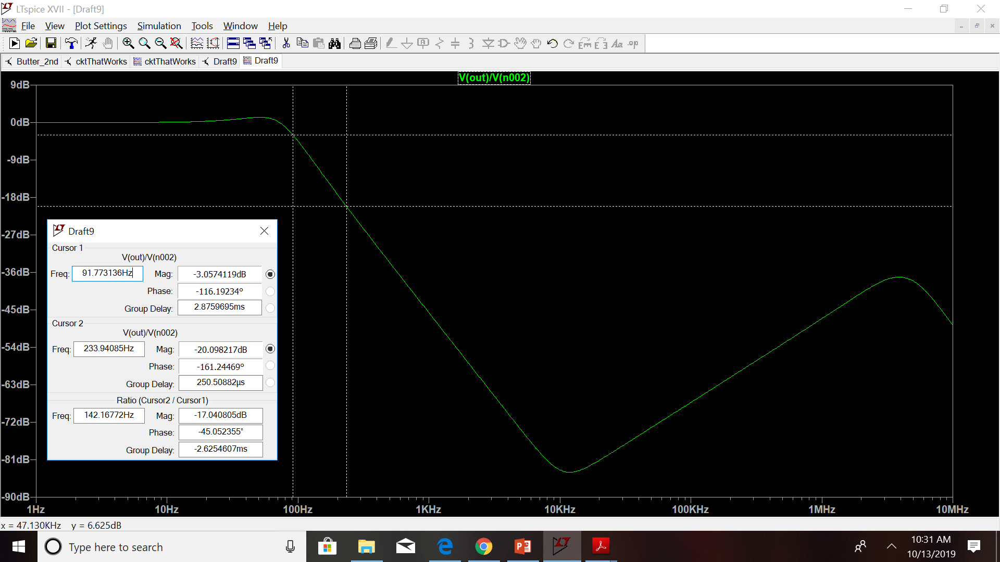 LTspice XVII - [Draft9]
File View Plot Settings Simulation Tools Window Help
Butter_2nd cktThatWorks cktThatWorks Draft9 Draft9
V(out)/V(n002)
9dB
0dB
-9dB
-18dB
-27dB
-36dB
-45dB
-54dB
-63dB
-72dB
-81dB
-90dB
1Hz 10Hz 100Hz 1KHz 10KHz 100KHz 1MHz 10MHz
Draft9
Cursor 1
V(out)/V(n002)
Freq: 91.773136Hz Mag: -3.0574119dB
Phase: -116.19234°
Group Delay: 2.8759695ms
Cursor 2
V(out)/V(n002)
Freq: 233.94085Hz Mag: -20.098217dB
Phase: -161.24469°
Group Delay: 250.50882µs
Ratio (Cursor2 / Cursor1)
Freq: 142.16772Hz Mag: -17.040805dB
Phase: -45.052355°
Group Delay: -2.6254607ms
x = 47.130KHz y = 6.625dB
Type here to search
10:31 AM
10/13/2019